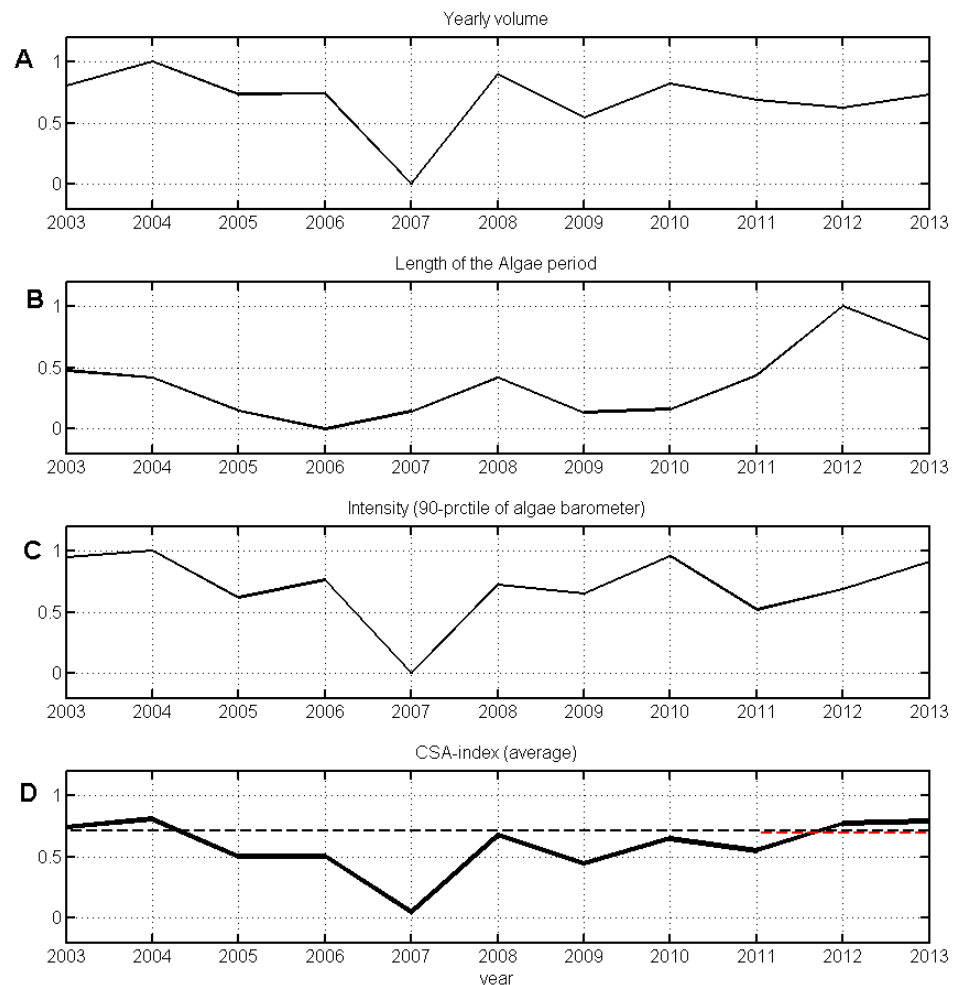 Yearly volume
A
1
0.5
0
2003 2004 2005 2006 2007 2008 2009 2010 2011 2012 2013
Length of the Algae period
B
1
0.5
0
2003 2004 2005 2006 2007 2008 2009 2010 2011 2012 2013
Intensity (90-prctile of algae barometer)
C
1
0.5
0
2003 2004 2005 2006 2007 2008 2009 2010 2011 2012 2013
CSA-index (average)
D
1
0.5
0
2003 2004 2005 2006 2007 2008 2009 2010 2011 2012 2013
year